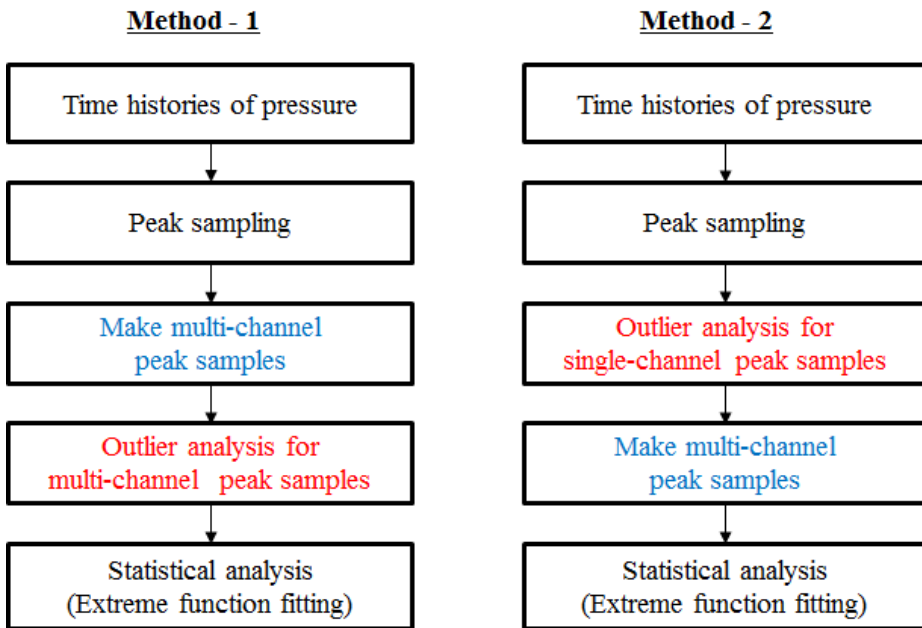 Method - 1
Time histories of pressure
Peak sampling
Make multi-channel
peak samples
Outlier analysis for
multi-channel peak samples
Statistical analysis
(Extreme function fitting)
Method - 2
Time histories of pressure
Peak sampling
Outlier analysis for
single-channel peak samples
Make multi-channel
peak samples
Statistical analysis
(Extreme function fitting)